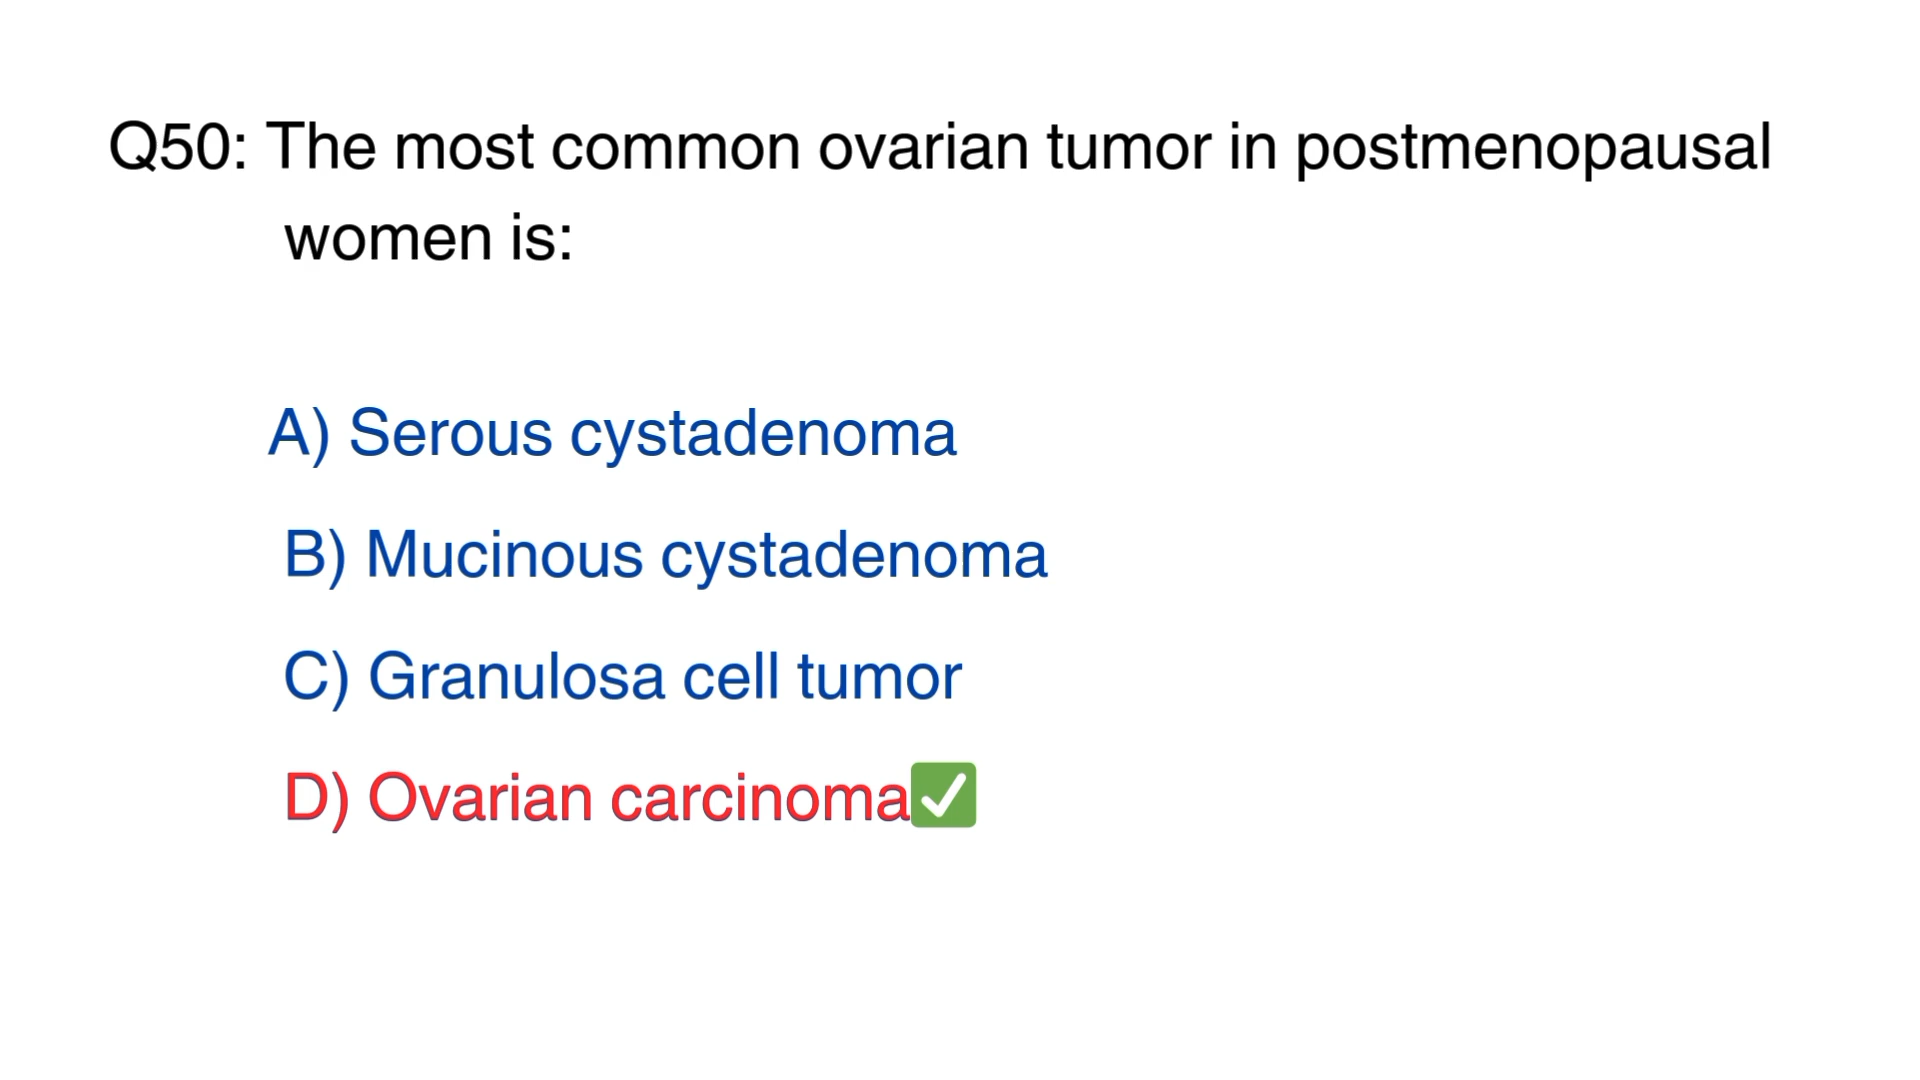 Q50: The most common ovarian tumor in postmenopausal
women is:
A) Serous cystadenoma
B) Mucinous cystadenoma
C) Granulosa cell tumor
D) Ovarian carcinoma✅